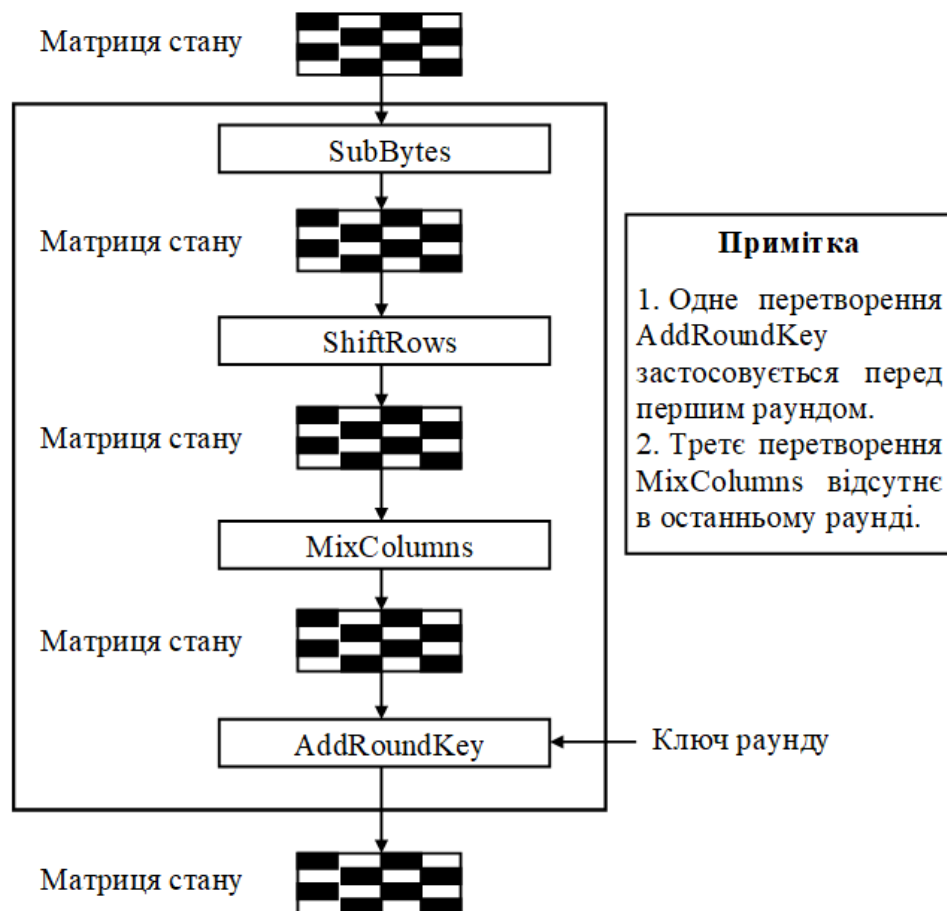 Матриця стану
SubBytes
Матриця стану
ShiftRows
Матриця стану
MixColumns
Матриця стану
AddRoundKey
Ключ раунду
Матриця стану
Примітка
1. Одне перетворення
AddRoundKey
застосовується перед
першим раундом.
2. Третє перетворення
MixColumns відсутнє
в останньому раунді.